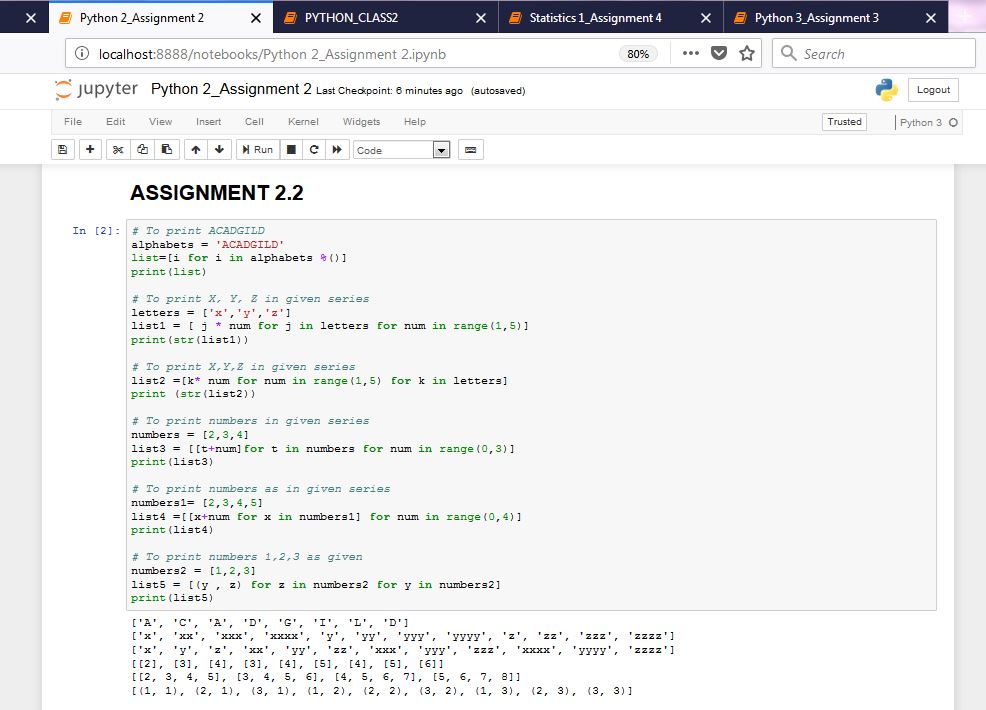 Python 2_Assignment 2
PYTHON_CLASS2
Statistics 1_Assignment 4
Python 3_Assignment 3
localhost:8888/notebooks/Python 2_Assignment 2.ipynb
80%
Search
jupyter Python 2_Assignment 2 Last Checkpoint: 6 minutes ago (autosaved)
Logout
File Edit View Insert Cell Kernel Widgets Help
Trusted
Python 3
Run
Code
ASSIGNMENT 2.2
In [2]:
# To print ACADGILD
alphabets = 'ACADGILD'
list=[i for i in alphabets %()]
print(list)
# To print X, Y, Z in given series
letters = ['x','y','z']
list1 = [ j * num for j in letters for num in range(1,5)]
print(str(list1))
# To print X,Y,Z in given series
list2 =[k* num for num in range(1,5) for k in letters]
print (str(list2))
# To print numbers in given series
numbers = [2,3,4]
list3 = [[t+num]for t in numbers for num in range(0,3)]
print(list3)
# To print numbers as in given series
numbers1= [2,3,4,5]
list4 =[[x+num for x in numbers1] for num in range(0,4)]
print(list4)
# To print numbers 1,2,3 as given
numbers2 = [1,2,3]
list5 = [(y , z) for z in numbers2 for y in numbers2]
print(list5)
['A', 'C', 'A', 'D', 'G', 'I', 'L', 'D']
['x', 'xx', 'xxx', 'xxxx', 'y', 'yy', 'yyy', 'yyyy', 'z', 'zz', 'zzz', 'zzzz']
['x', 'y', 'z', 'xx', 'yy', 'zz', 'xxx', 'yyy', 'zzz', 'xxxx', 'yyyy', 'zzzz']
[[2], [3], [4], [3], [4], [5], [4], [5], [6]]
[[2, 3, 4, 5], [3, 4, 5, 6], [4, 5, 6, 7], [5, 6, 7, 8]]
[(1, 1), (2, 1), (3, 1), (1, 2), (2, 2), (3, 2), (1, 3), (2, 3), (3, 3)]